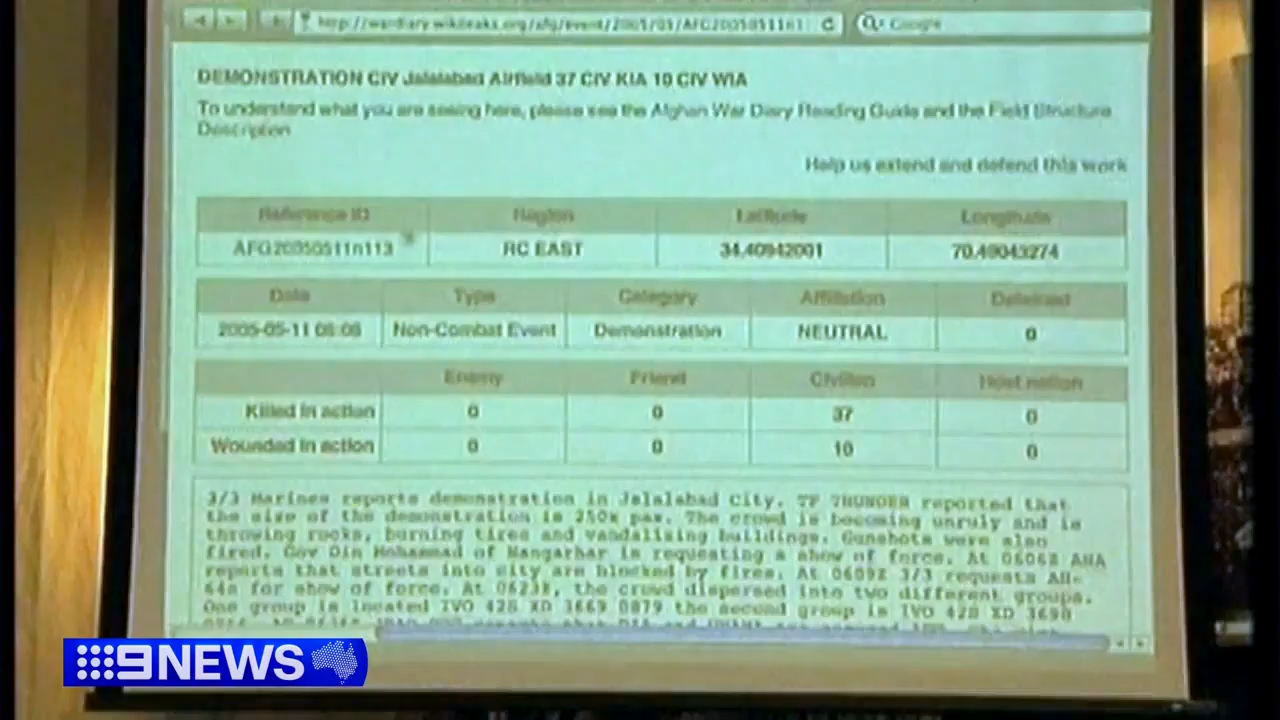 http://wardiary.wikileaks.org/afg/event/2005/05/AFG20050511n1
Google
DEMONSTRATION CIV Jalalabad Airfield 37 CIV KIA 10 CIV WIA
To understand what you are seeing here, please see the Afghan War Diary Reading Guide and the Field Structure
Description
Help us extend and defend this work
Reference ID Region Latitude Longitude
AFG20050511n113 RC EAST 34.40942001 70.49043274
Date Type Category Affiliation Detained
2005-05-11 06:06 Non-Combat Event Demonstration NEUTRAL 0
Enemy Friend Civilian Host nation
Killed in action 0 0 37 0
Wounded in action 0 0 10 0
3/3 Marines reports demonstration in Jalalabad City. TF THUNDER reported that
the size of the demonstration is 250x pax. The crowd is becoming unruly and is
throwing rocks, burning tires and vandalizing buildings. Gunshots were also
fired. Gov Din Mohammad of Nangarhar is requesting a show of force. At 0606Z ANA
reports that streets into city are blocked by fires. At 0609Z 3/3 requests AH-
64s for show of force. At 0623Z, the crowd dispersed into two different groups.
One group is located IVO 42S XD 3663 0879 the second group is IVO 42S XD 3690
9NEWS